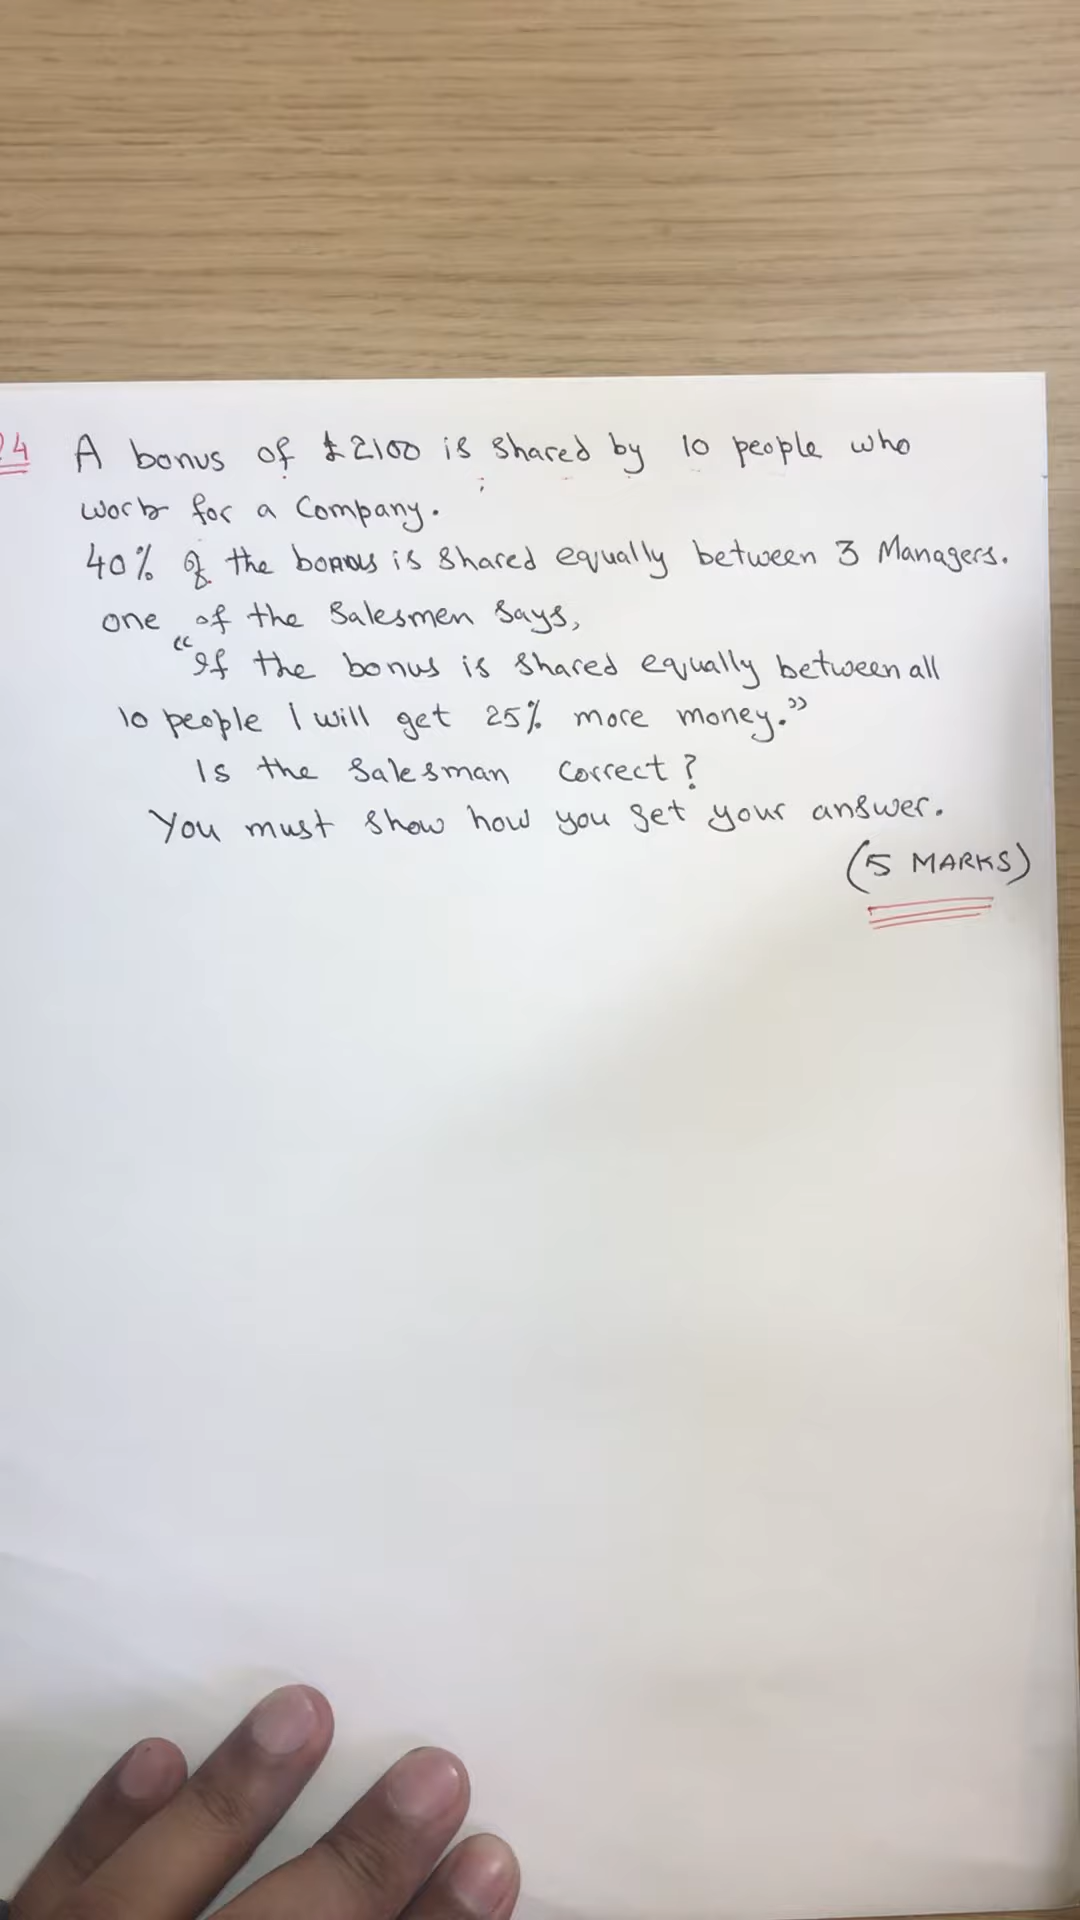 24 A bonus of £2100 is shared by 10 people who
work for a Company.
40% of the bonus is shared equally between 3 Managers.
one of the salesmen says,
"If the bonus is shared equally between all
10 people I will get 25% more money."
Is the salesman correct?
You must show how you get your answer.
(5 MARKS)